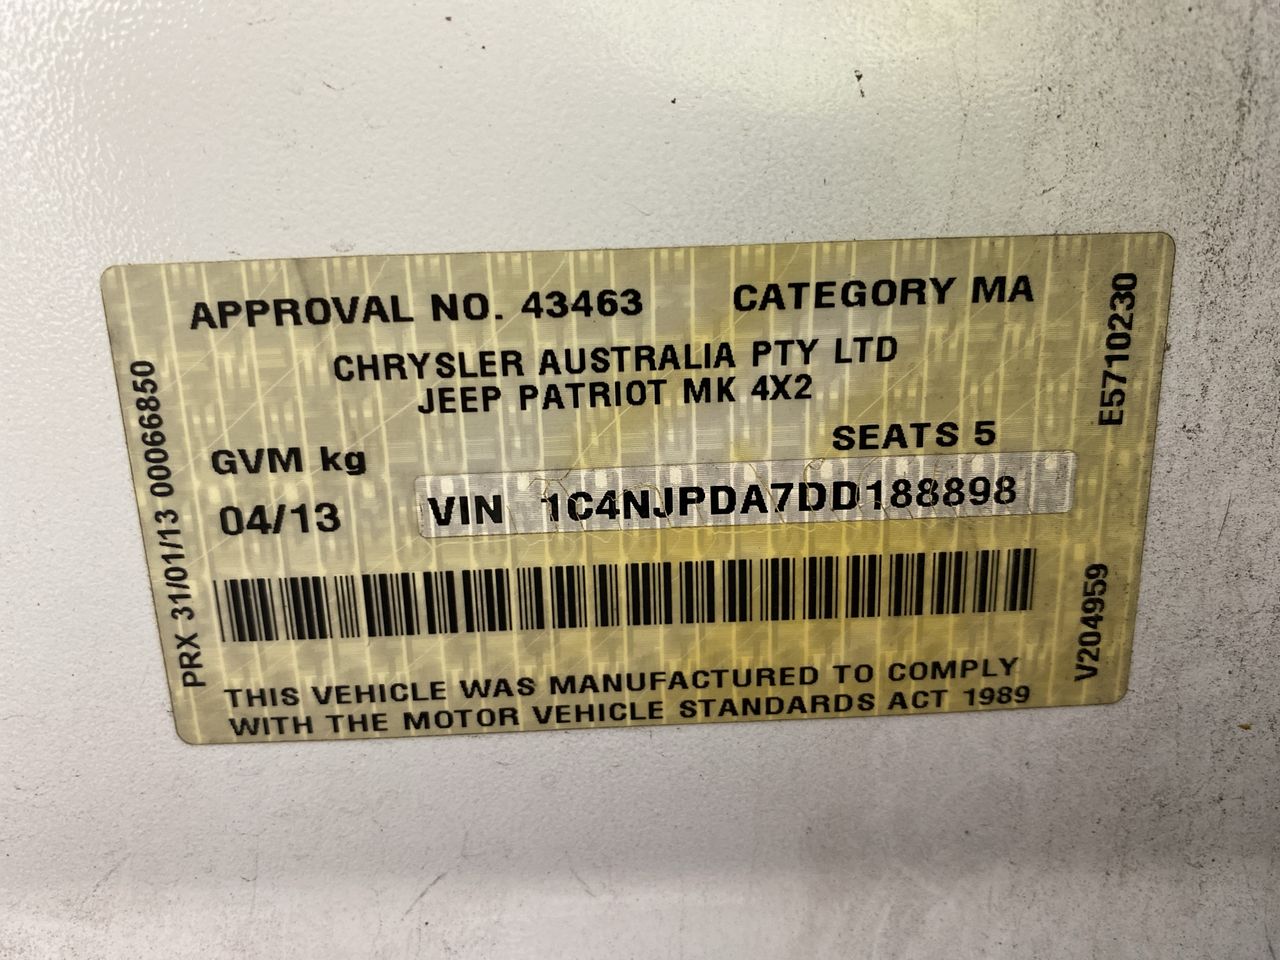 APPROVAL NO. 43463 CATEGORY MA
CHRYSLER AUSTRALIA PTY LTD
JEEP PATRIOT MK 4X2
SEATS 5
GVM kg
04/13
VIN 1C4NJPDA7DD188898
THIS VEHICLE WAS MANUFACTURED TO COMPLY
WITH THE MOTOR VEHICLE STANDARDS ACT 1989
PRX 31/01/13 00066850
E5710230
V204959